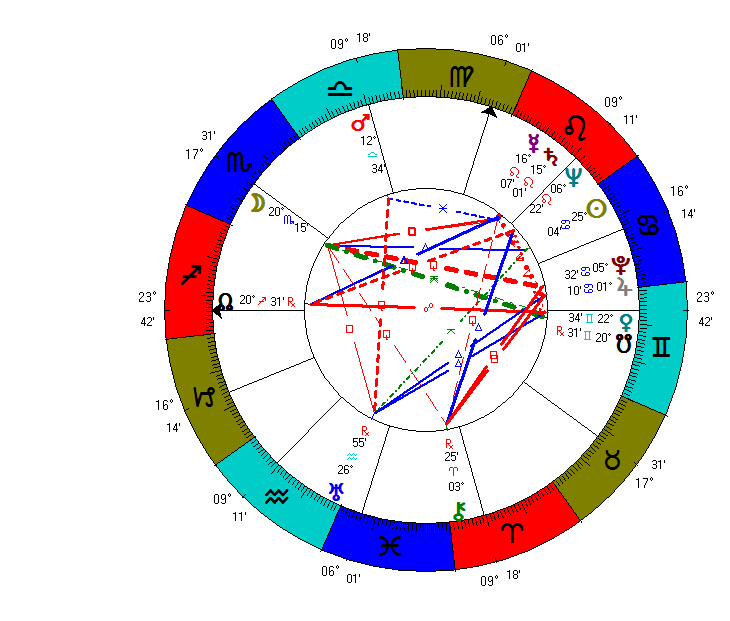 09° 18'
06° 01'
09° 11'
31' 17°
♎ ♍ ♌
♂ 12° ♎ 34'
☿ 16° ♌ 07'
♄ 15° ♌ 01'
♆ 06° ♌ 22'
☉ 25° ♋ 04'
16° 14'
♏ ♋
☽ 20° ♏ 15'
♇ 05° ♋ 32'
♃ 01° ♋ 10'
♐
23° 42'
☊ 20° ♐ 31' ℞
34' ♊ 22° ♀
℞ 31' ♊ 20° ☋
23° 42'
♊
♑
16° 14'
♉
31' 17°
℞ 55' ♒ 26° ♅
℞ 25' ♈ 03° ⚷
09° 11'
♒ ♓ ♈
06° 01'
09° 18'